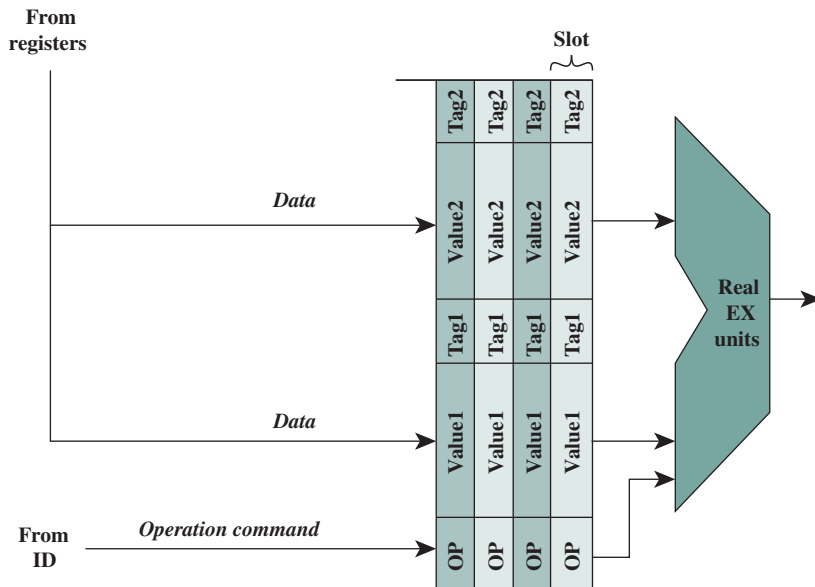 From
registers
Slot
Tag2 Tag2 Tag2 Tag2
Data
Value2 Value2 Value2 Value2
Real
EX
units
Tag1 Tag1 Tag1 Tag1
Data
Value1 Value1 Value1 Value1
From
ID
Operation command
OP OP OP OP